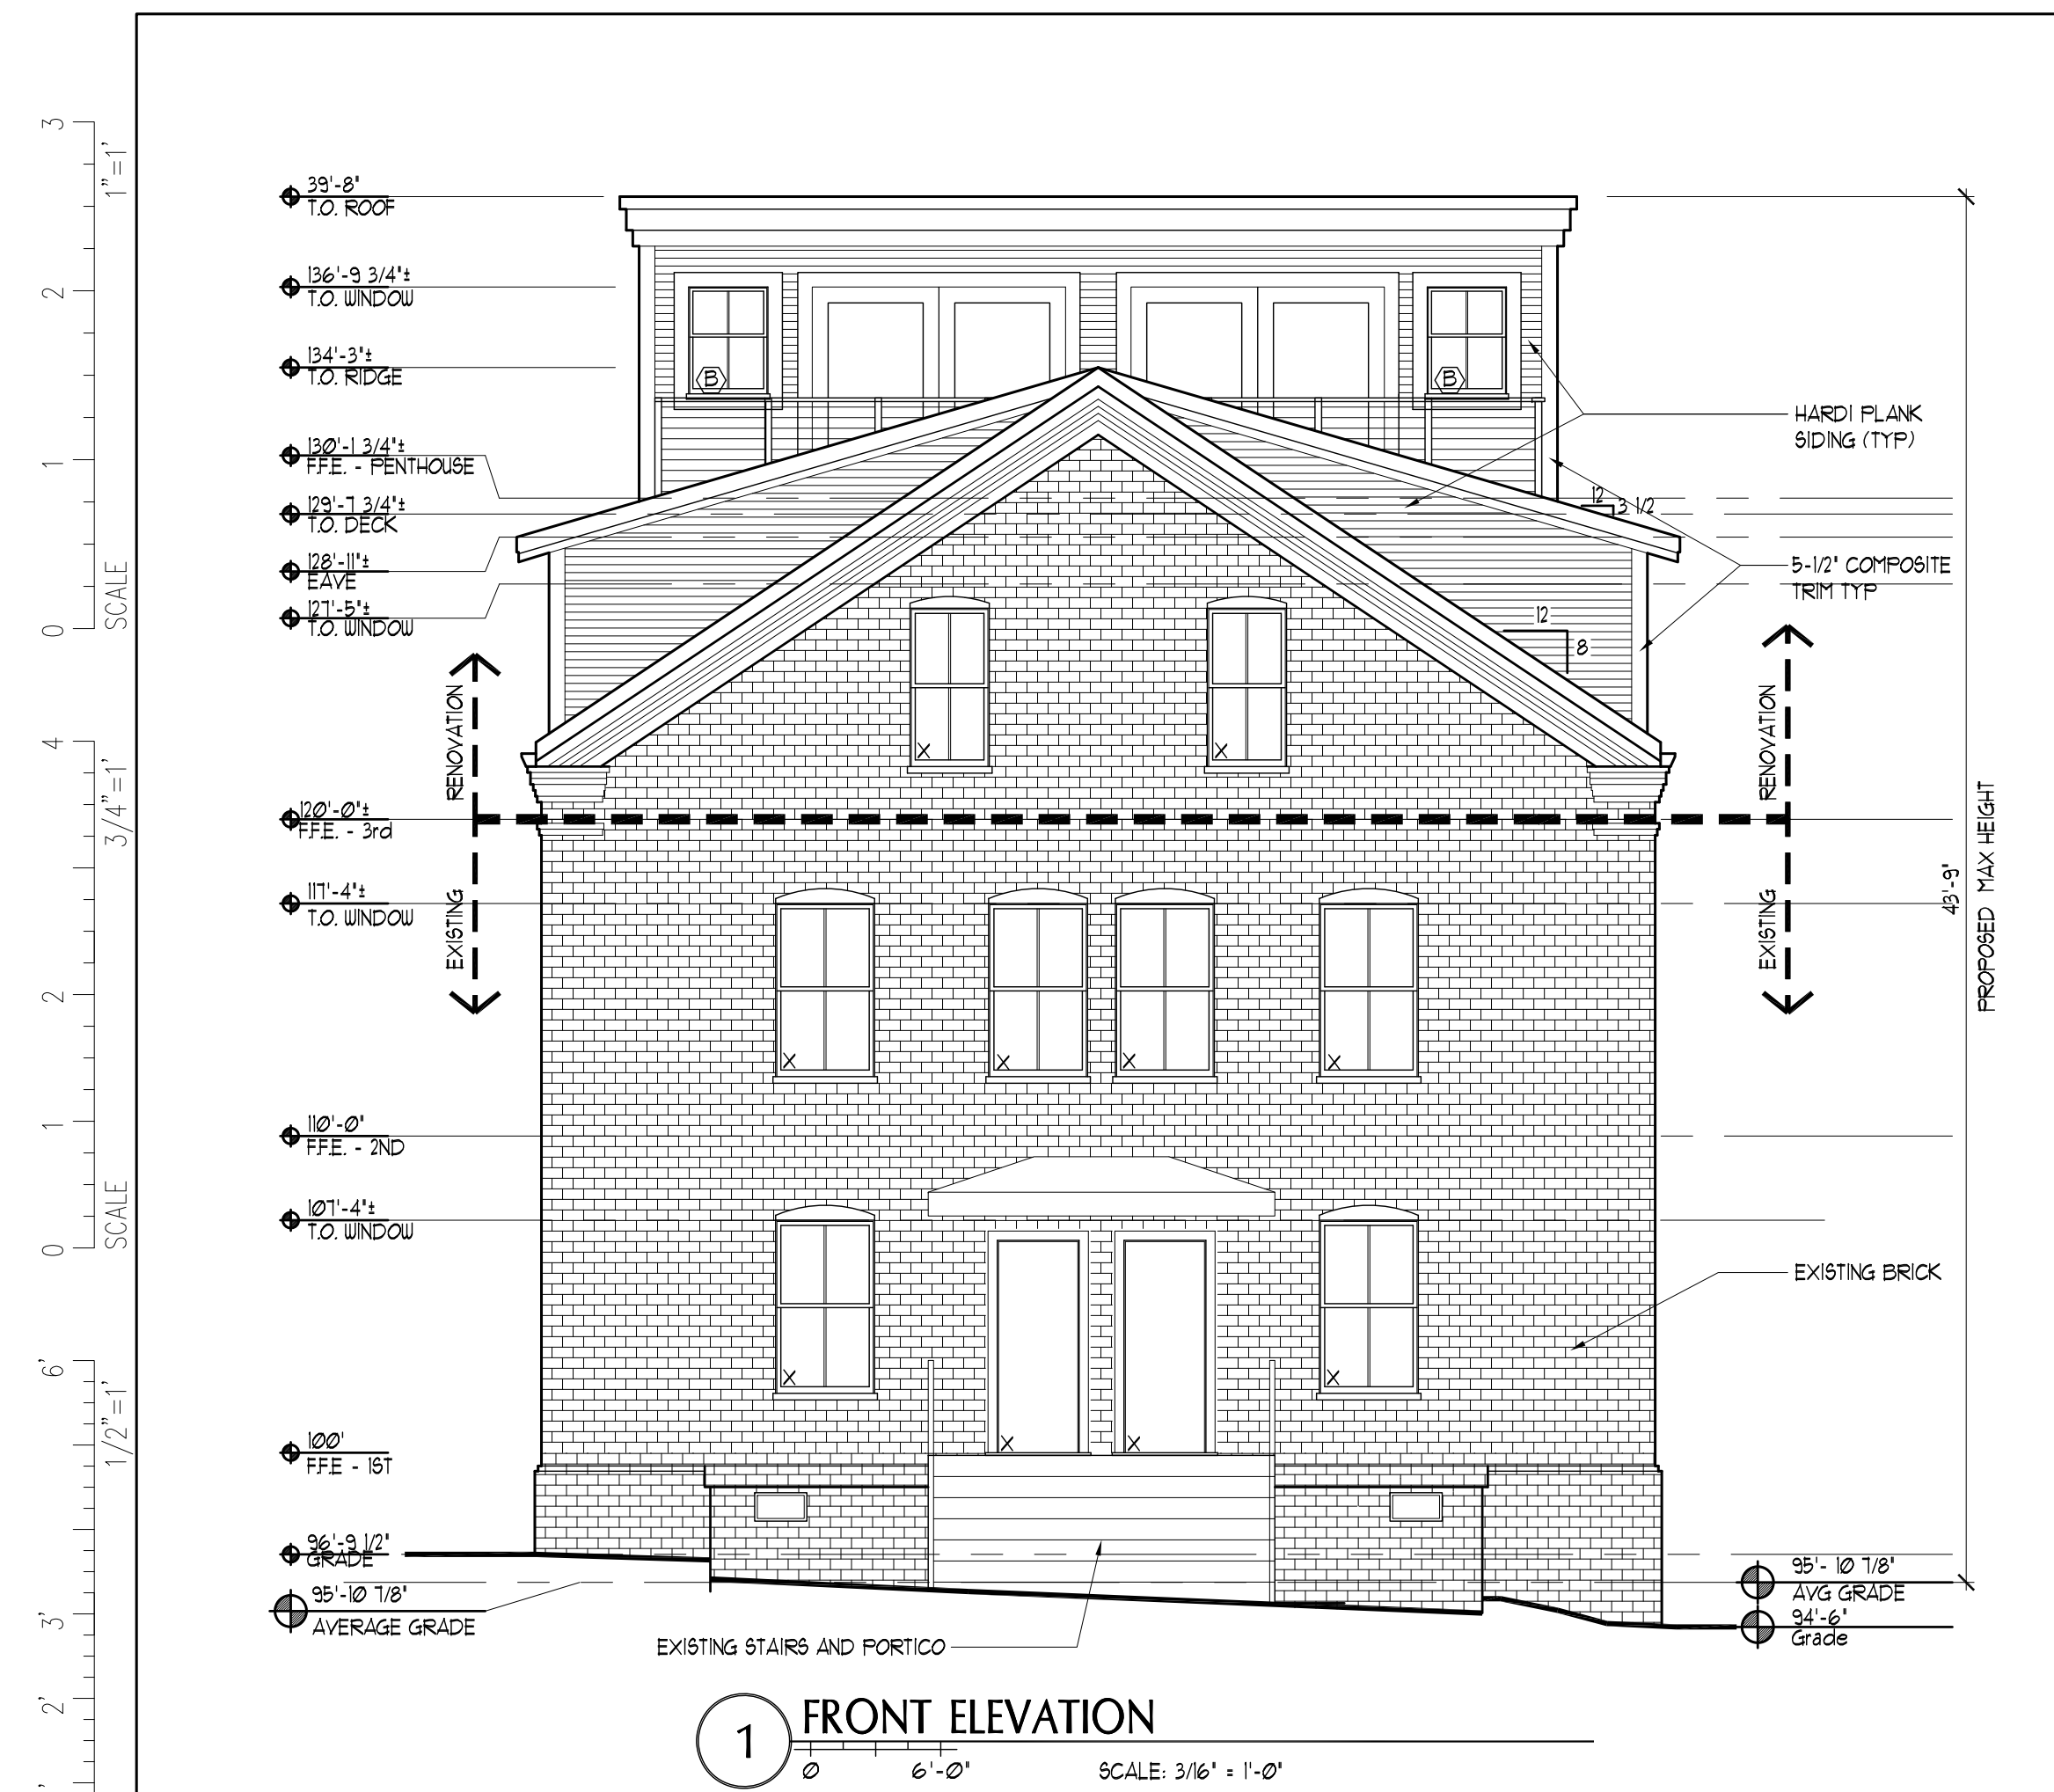 3
1"=1'
2
1
SCALE
0
4
3/4"=1'
2
1
SCALE
0
6'
1/2"=1'
3'
2'
39'-8"
T.O. ROOF
136'-9 3/4"±
T.O. WINDOW
134'-3"±
T.O. RIDGE
130'-1 3/4"±
F.F.E. - PENTHOUSE
129'-7 3/4"±
T.O. DECK
128'-11"±
EAVE
127'-5"±
T.O. WINDOW
120'-0"±
F.F.E. - 3rd
117'-4"±
T.O. WINDOW
110'-0"
F.F.E. - 2ND
107'-4"±
T.O. WINDOW
100'
F.F.E - 1ST
96'-9 1/2"
GRADE
95'-10 7/8"
AVERAGE GRADE
RENOVATION
EXISTING
B
B
12
3 1/2
12
8
X
X
X
X
X
X
X
X
X
X
HARDI PLANK
SIDING (TYP)
5-1/2" COMPOSITE
TRIM TYP
RENOVATION
EXISTING
43'-9"
PROPOSED MAX HEIGHT
EXISTING BRICK
95'- 10 7/8"
AVG GRADE
94'-6"
Grade
EXISTING STAIRS AND PORTICO
1
FRONT ELEVATION
0
6'-0"
SCALE: 3/16" = 1'-0"